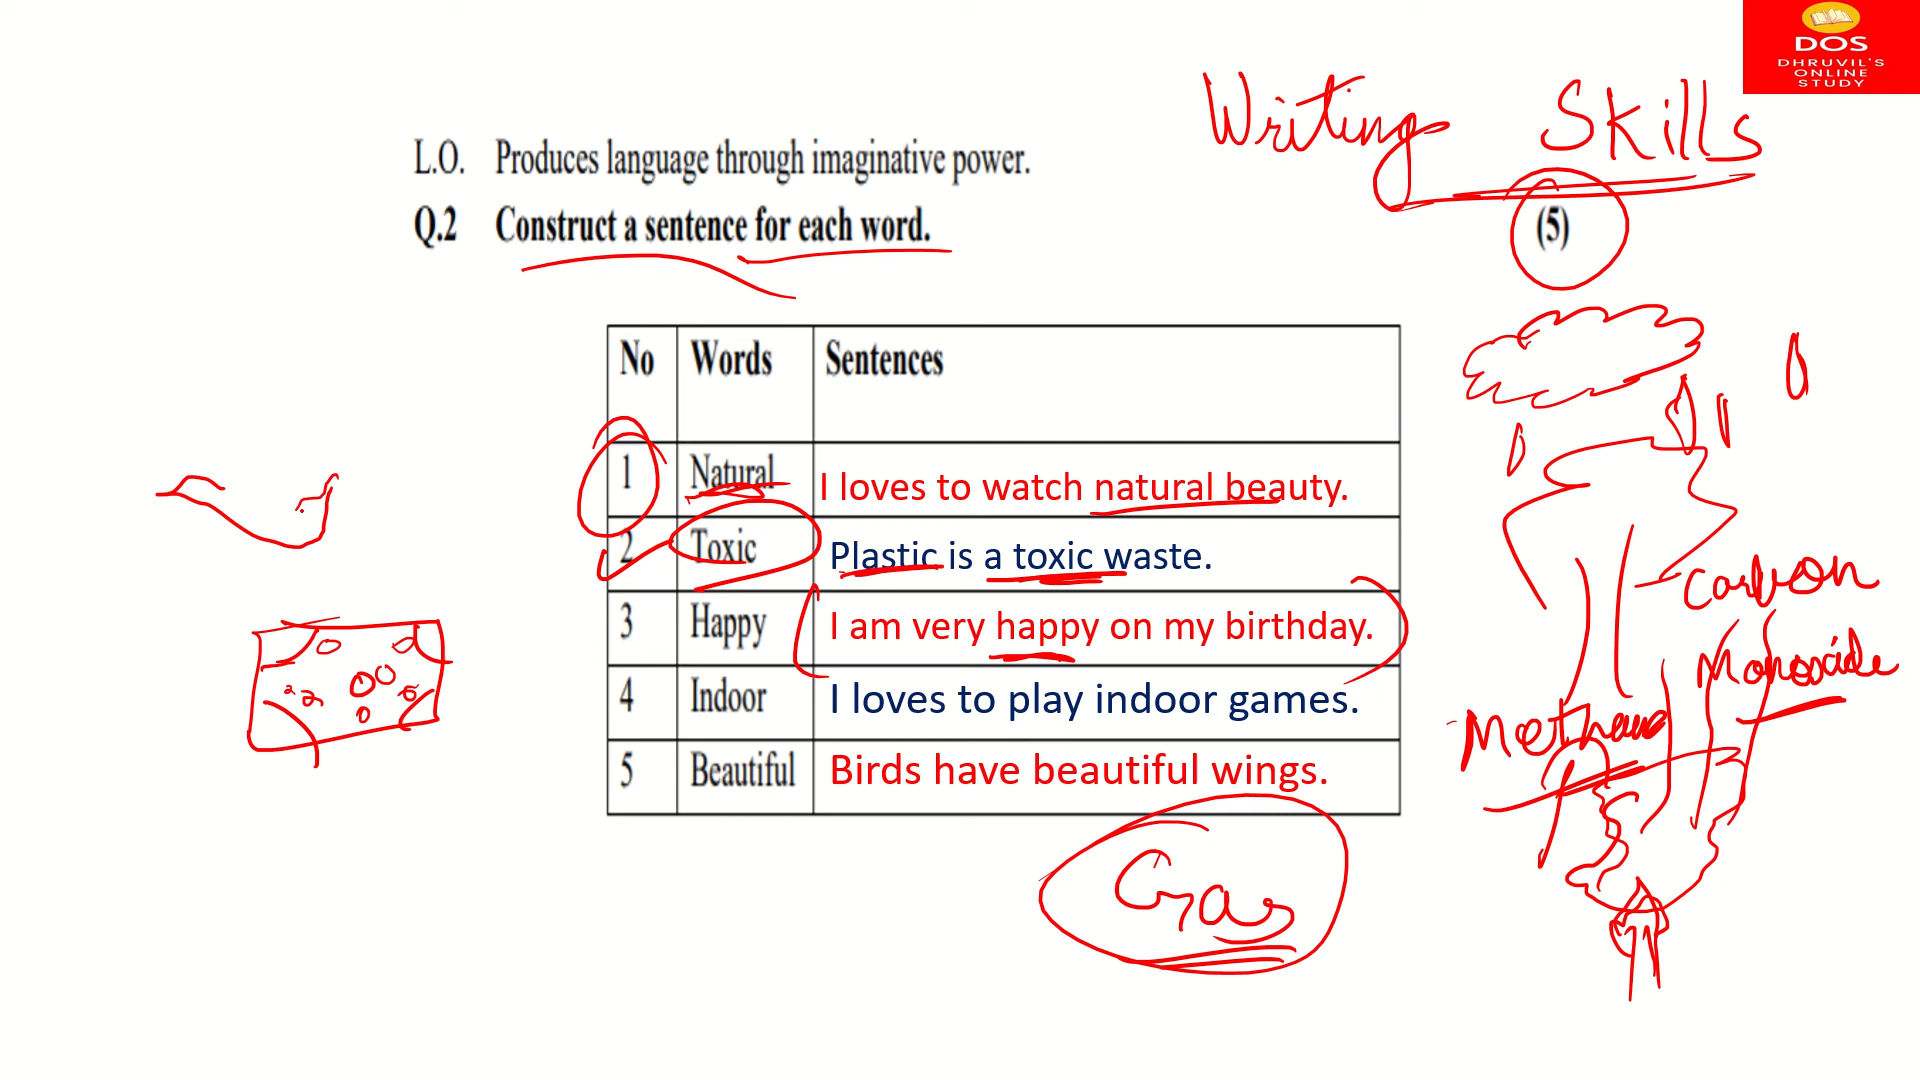 DOS
DHRUVIL'S
ONLINE
STUDY
Writing Skills
L.O. Produces language through imaginative power.
Q.2 Construct a sentence for each word. (5)
No Words Sentences
1 Natural I loves to watch natural beauty.
2 Toxic Plastic is a toxic waste.
3 Happy I am very happy on my birthday.
4 Indoor I loves to play indoor games.
5 Beautiful Birds have beautiful wings.
Carbon
Monoxide
Methane
Gas